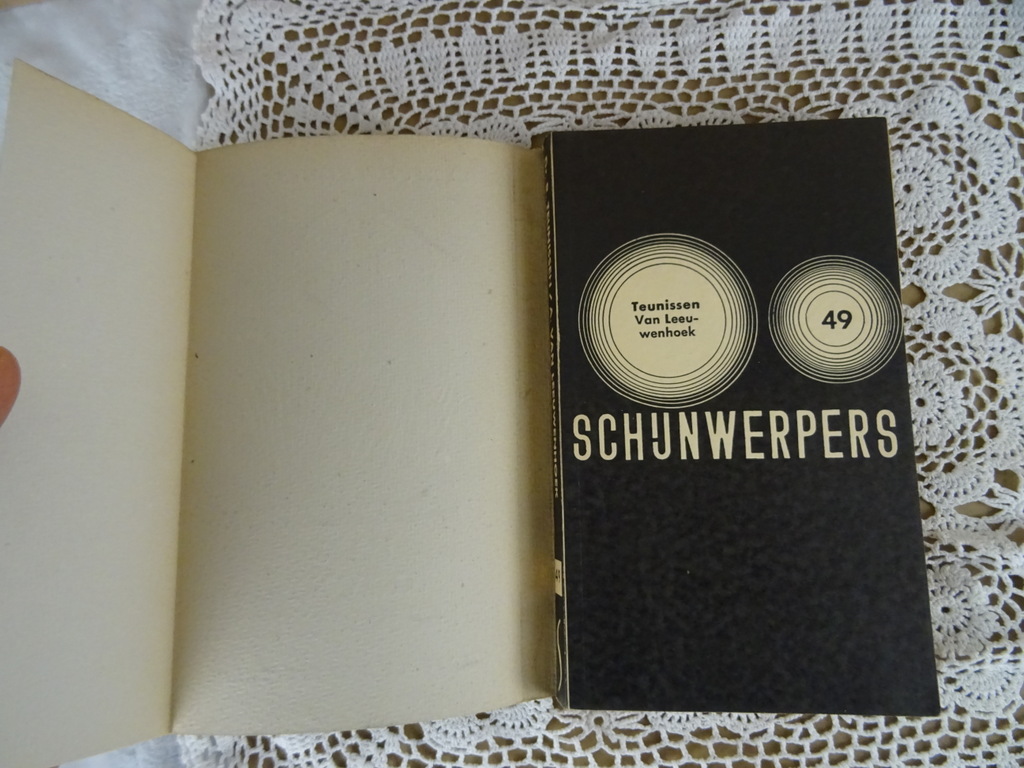 Teunissen
Van Leeu-
wenhoek
49
SCHIJNWERPERS